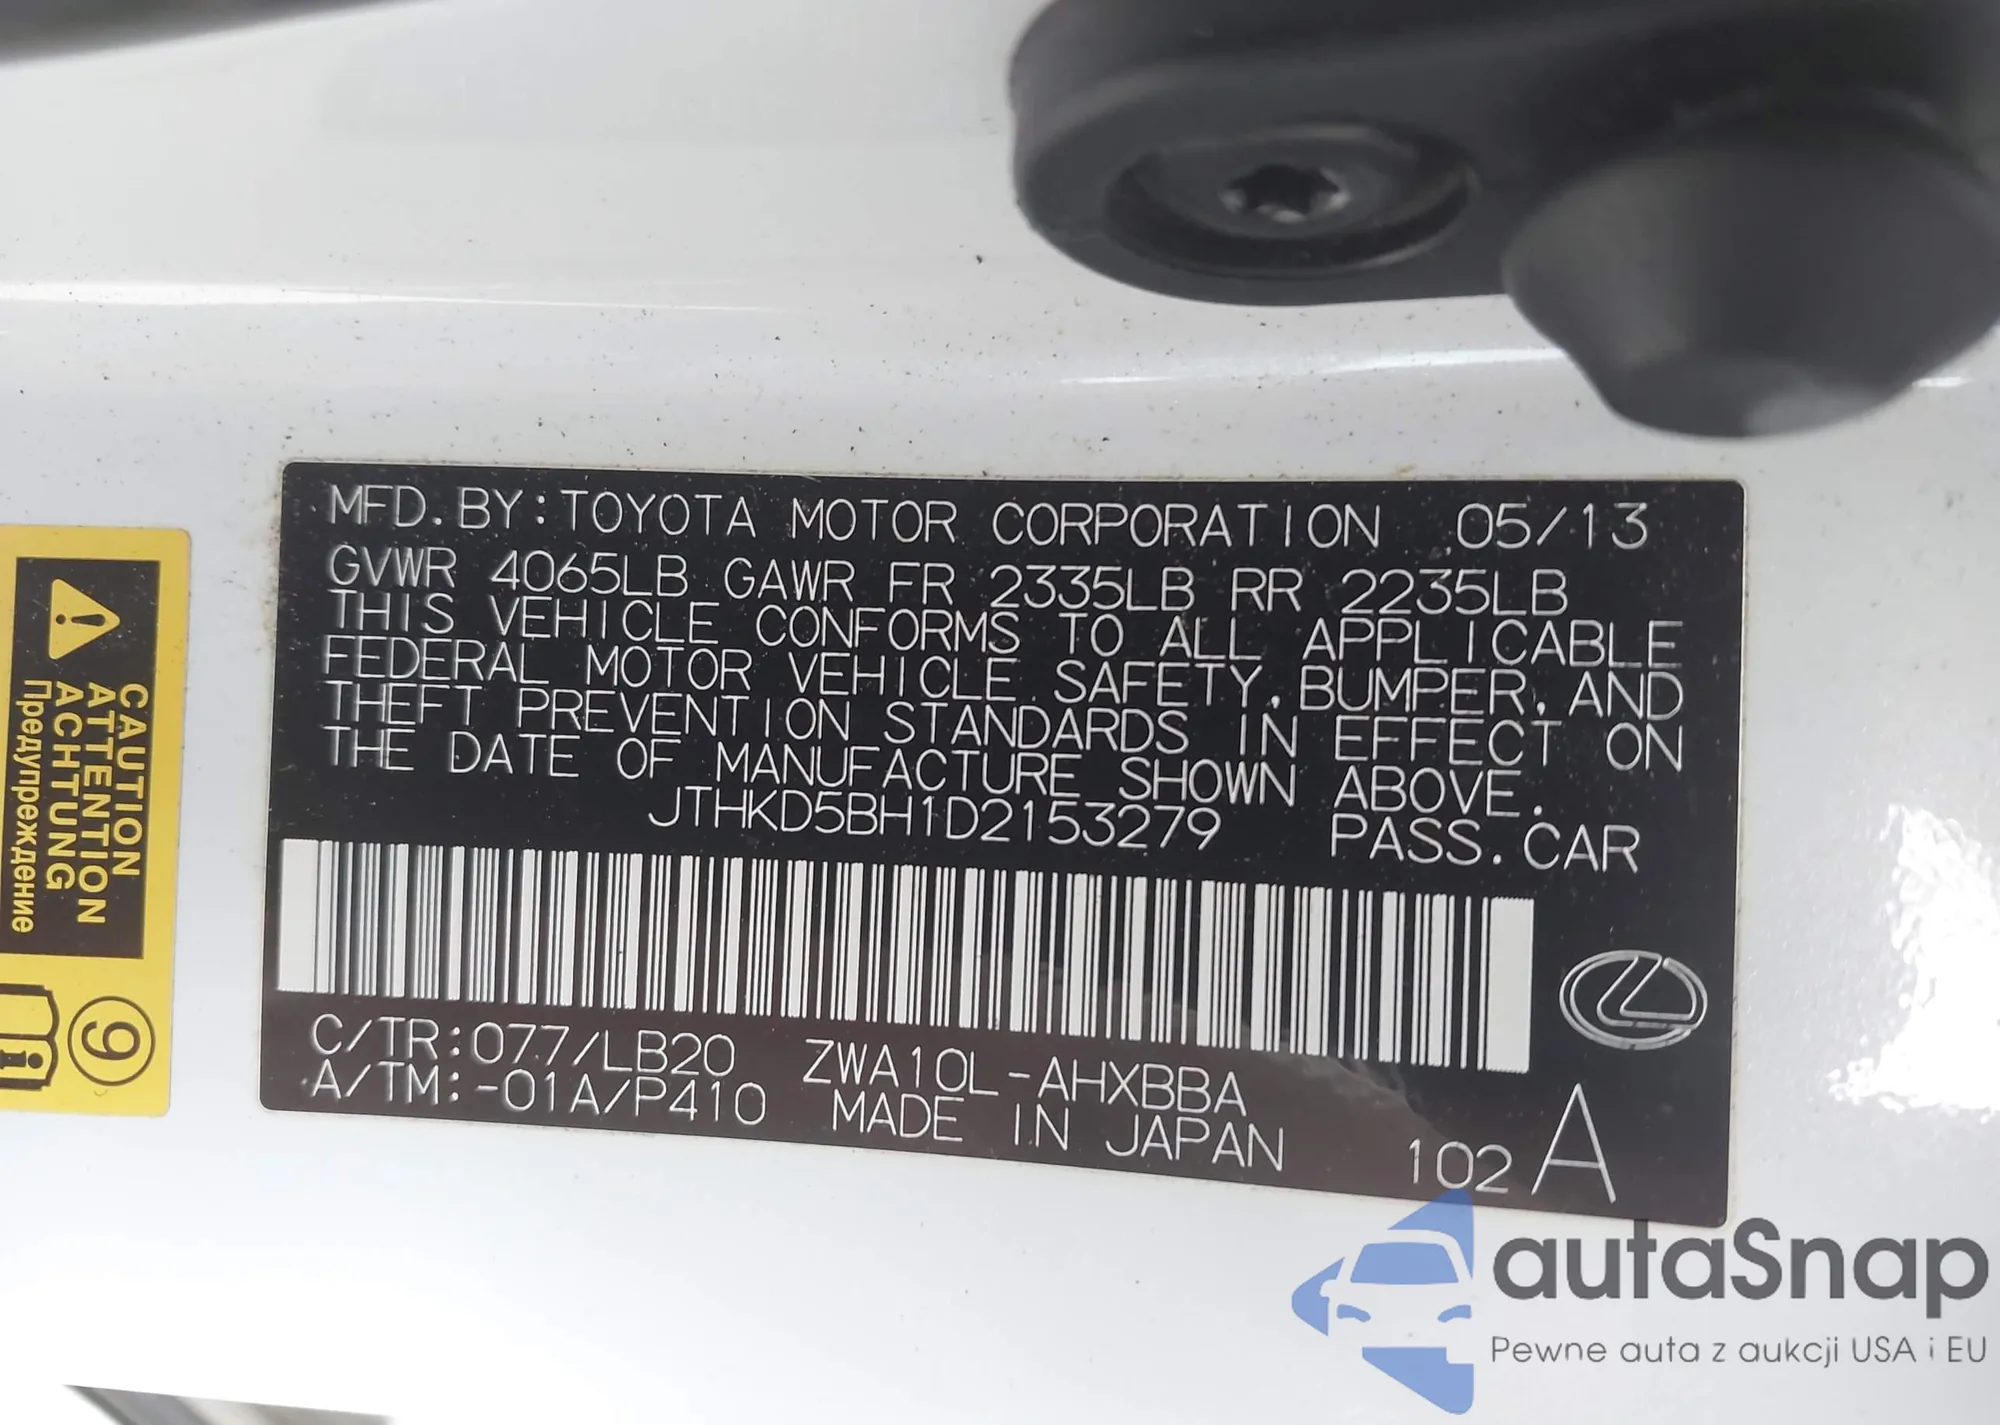 MFD. BY: TOYOTA MOTOR CORPORATION 05/13
GVWR 4065LB GAWR FR 2335LB RR 2235LB
THIS VEHICLE CONFORMS TO ALL APPLICABLE
FEDERAL MOTOR VEHICLE SAFETY, BUMPER, AND
THEFT PREVENTION STANDARDS IN EFFECT ON
THE DATE OF MANUFACTURE SHOWN ABOVE.
JTHKD5BH1D2153279 PASS. CAR
C/TR: 077/LB20 ZWA10L-AHXBBA
A/TM: -01A/P410 MADE IN JAPAN
102 A
CAUTION
ATTENTION
ACHTUNG
Предупреждение
9
i
autaSnap
Pewne auta z aukcji USA i EU